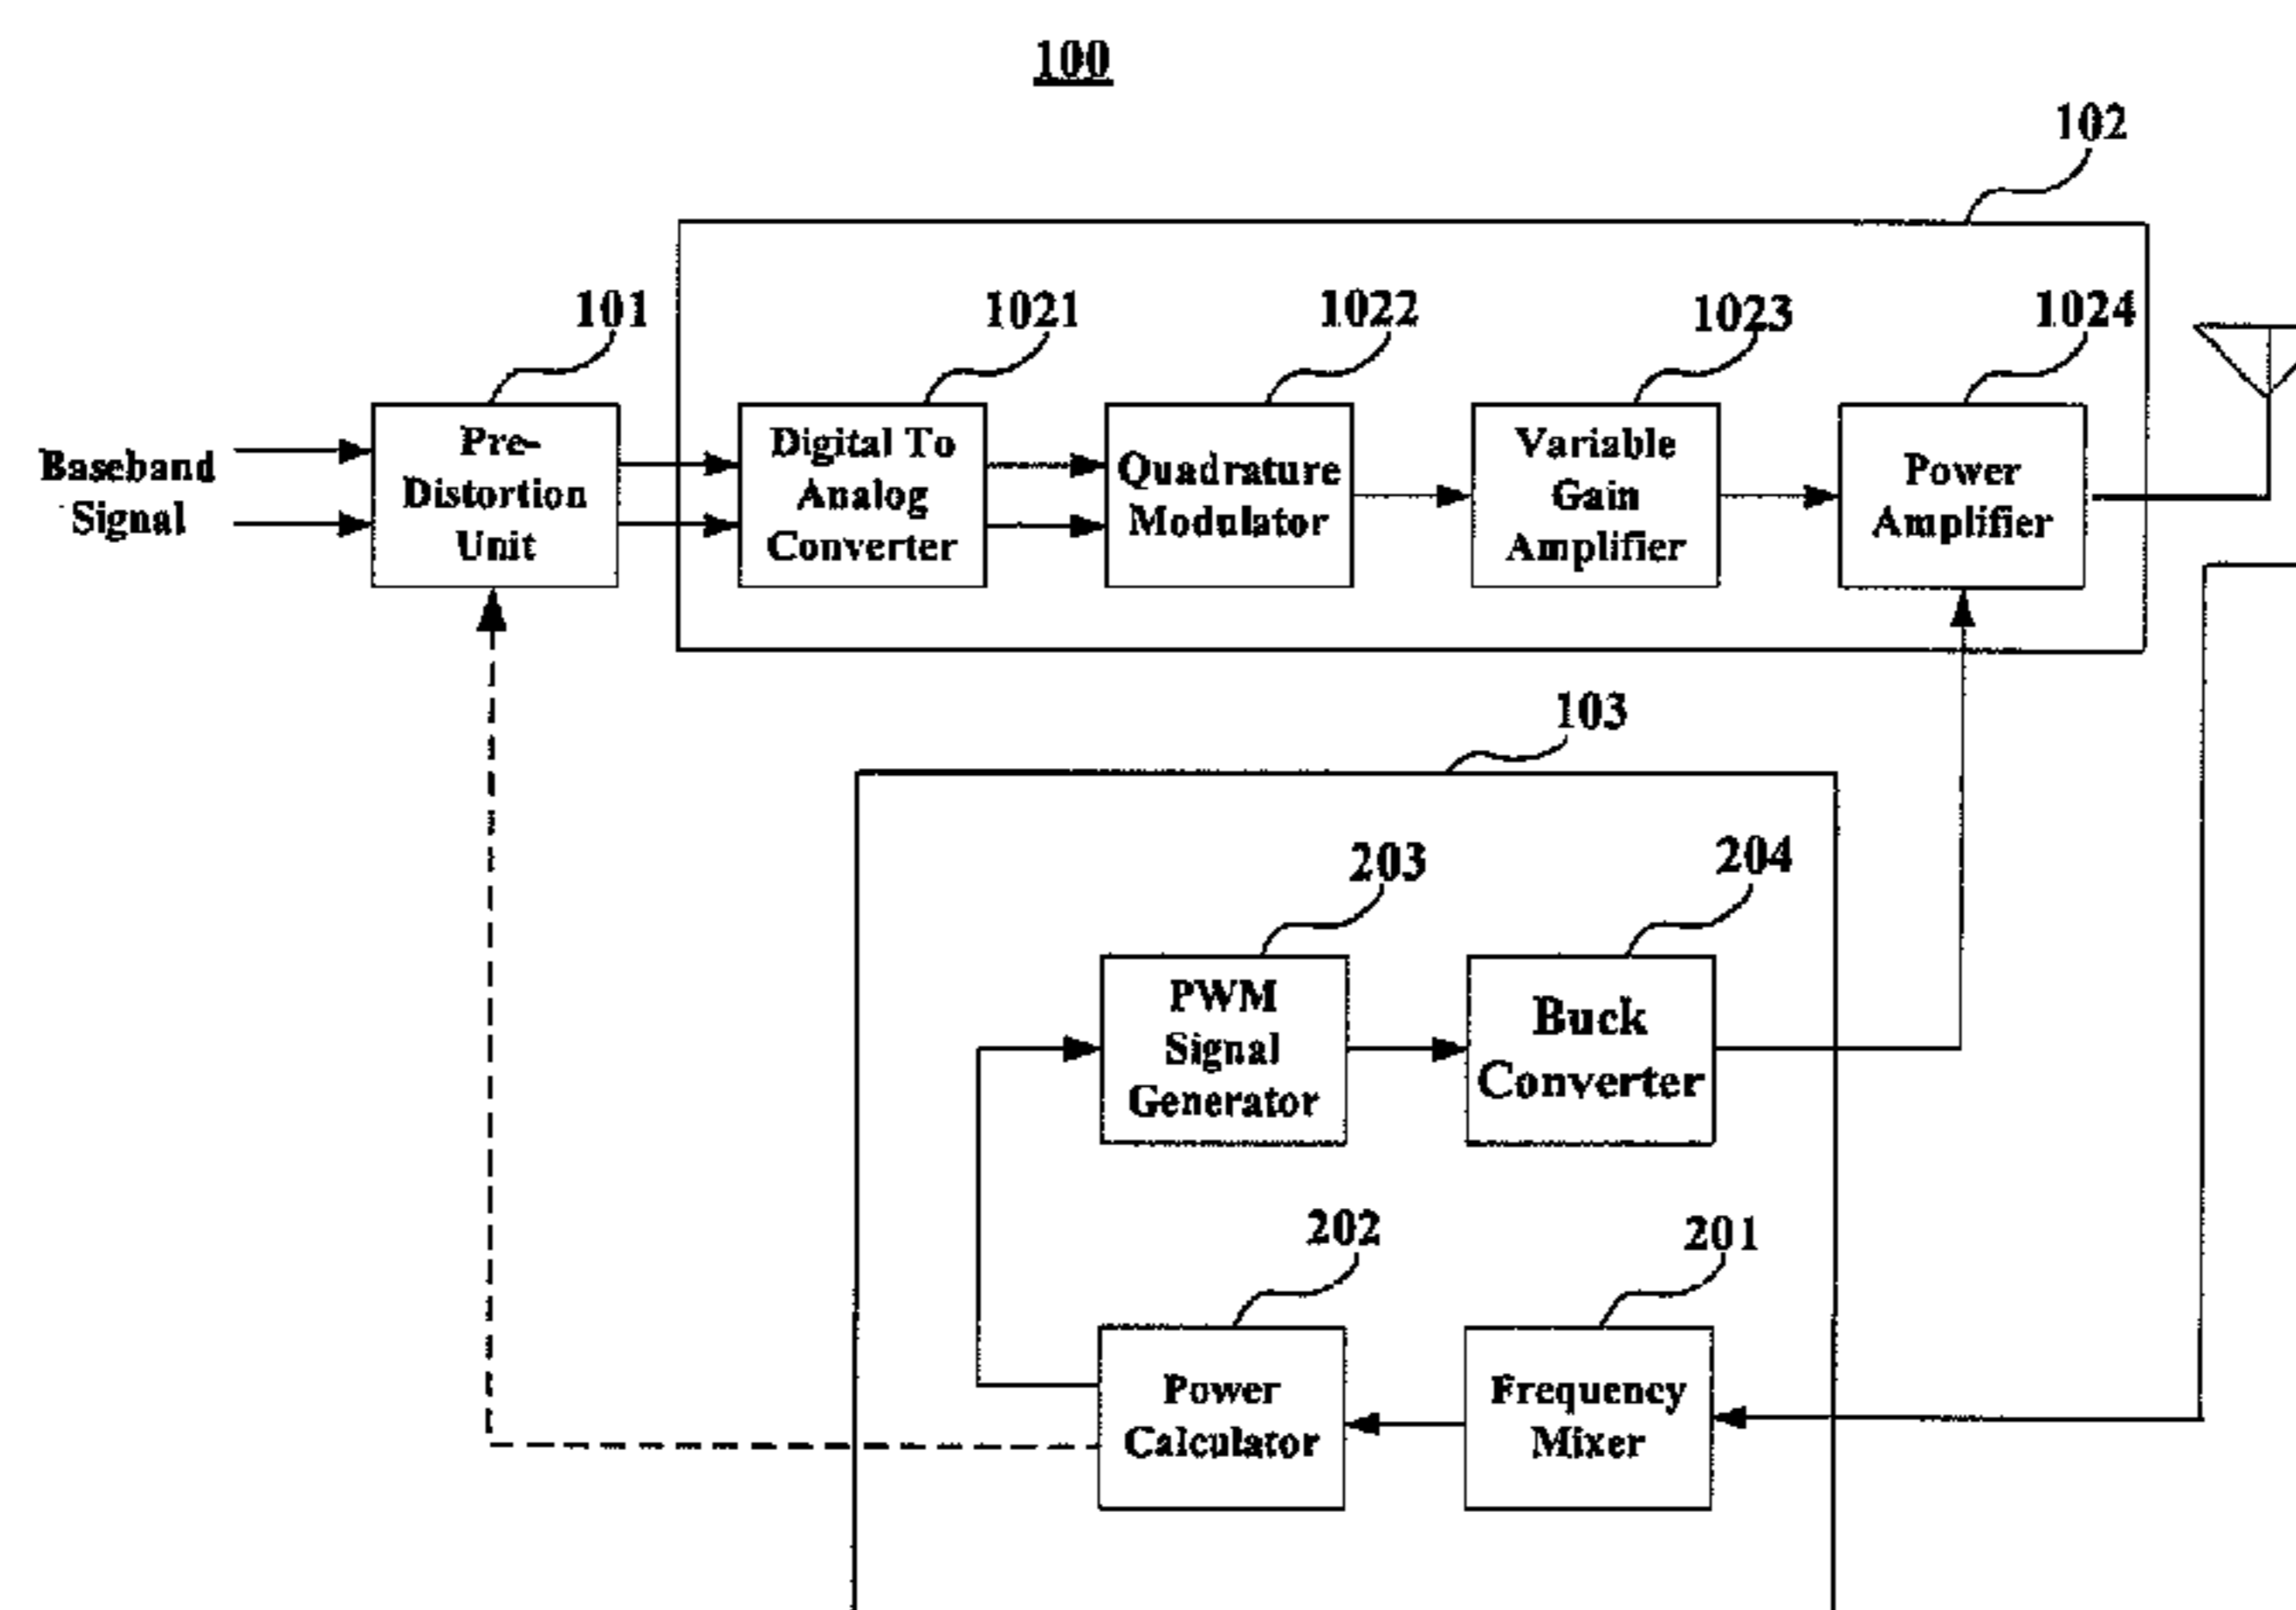 100
102
101
1021
1022
1023
1024
Baseband
Signal
Pre-
Distortion
Unit
Digital To
Analog
Converter
Quadrature
Modulator
Variable
Gain
Amplifier
Power
Amplifier
103
203
204
PWM
Signal
Generator
Buck
Converter
202
201
Power
Calculator
Frequency
Mixer